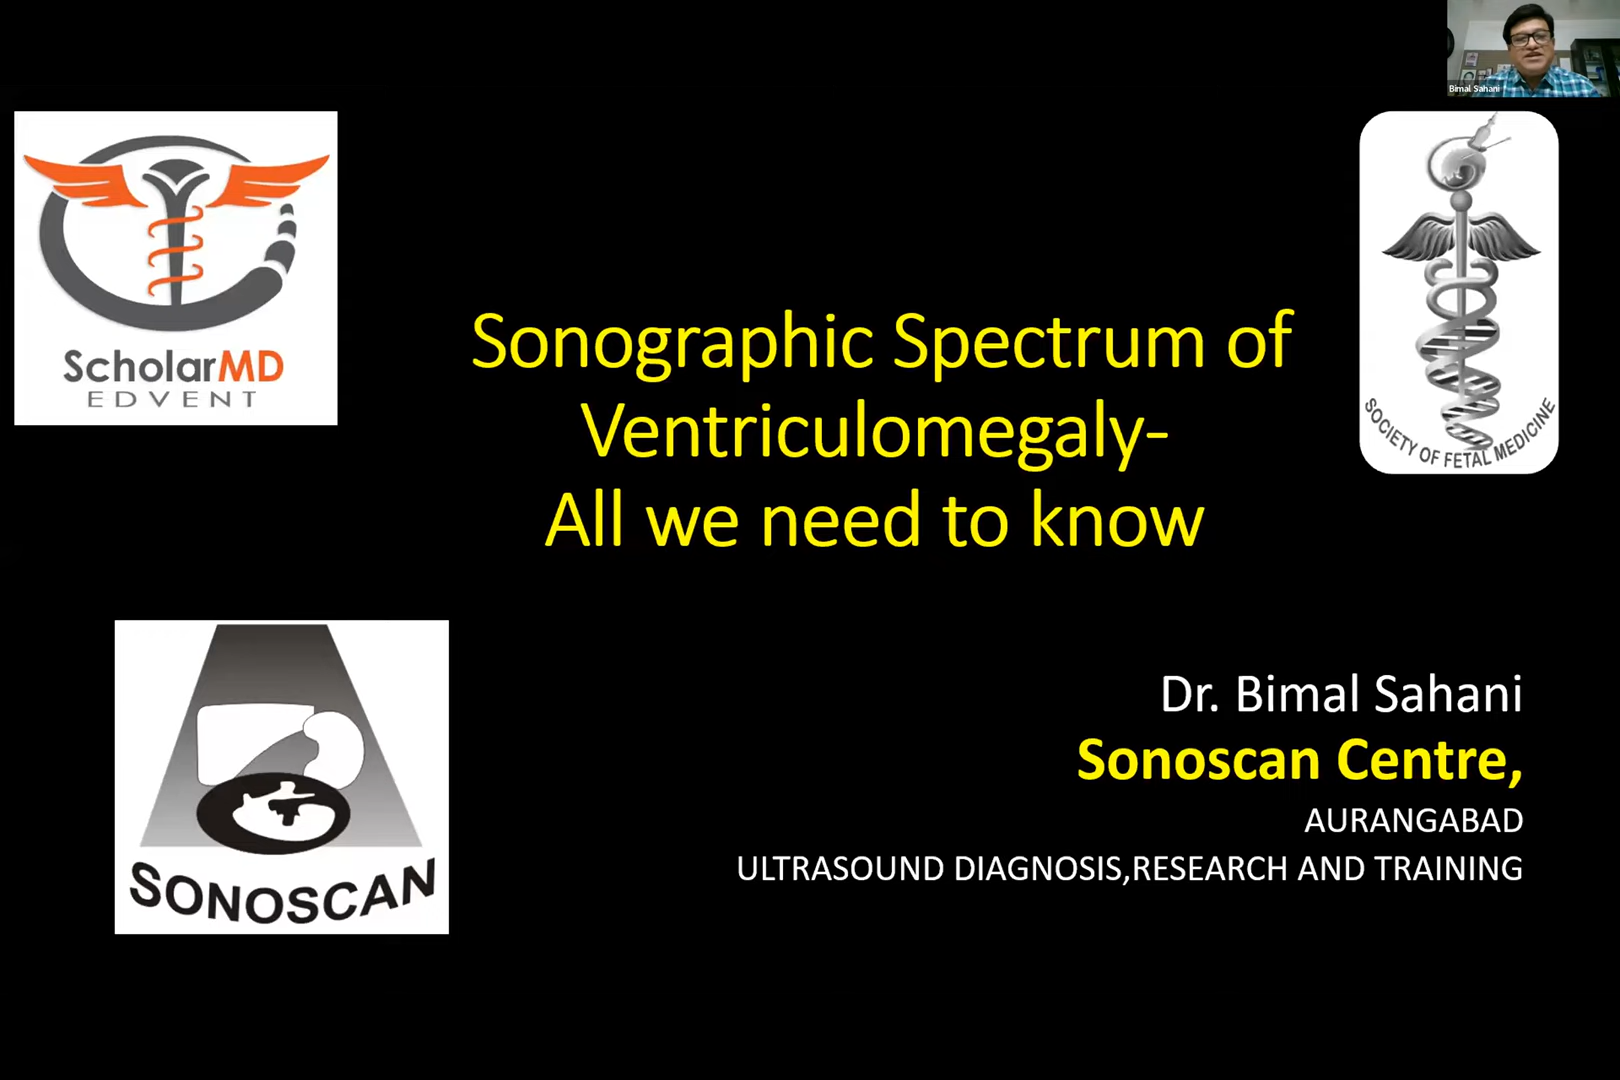 Bimal Sahani
ScholarMD
EDVENT
SOCIETY OF FETAL MEDICINE
Sonographic Spectrum of
Ventriculomegaly-
All we need to know
SONOSCAN
Dr. Bimal Sahani
Sonoscan Centre,
AURANGABAD
ULTRASOUND DIAGNOSIS,RESEARCH AND TRAINING